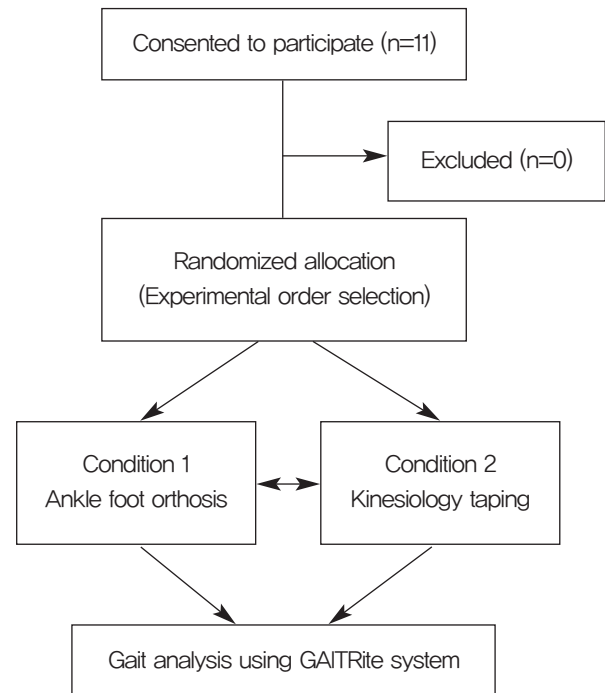 Consented to participate (n=11)
Excluded (n=0)
Randomized allocation
(Experimental order selection)
Condition 1
Ankle foot orthosis
Condition 2
Kinesiology taping
Gait analysis using GAITRite system